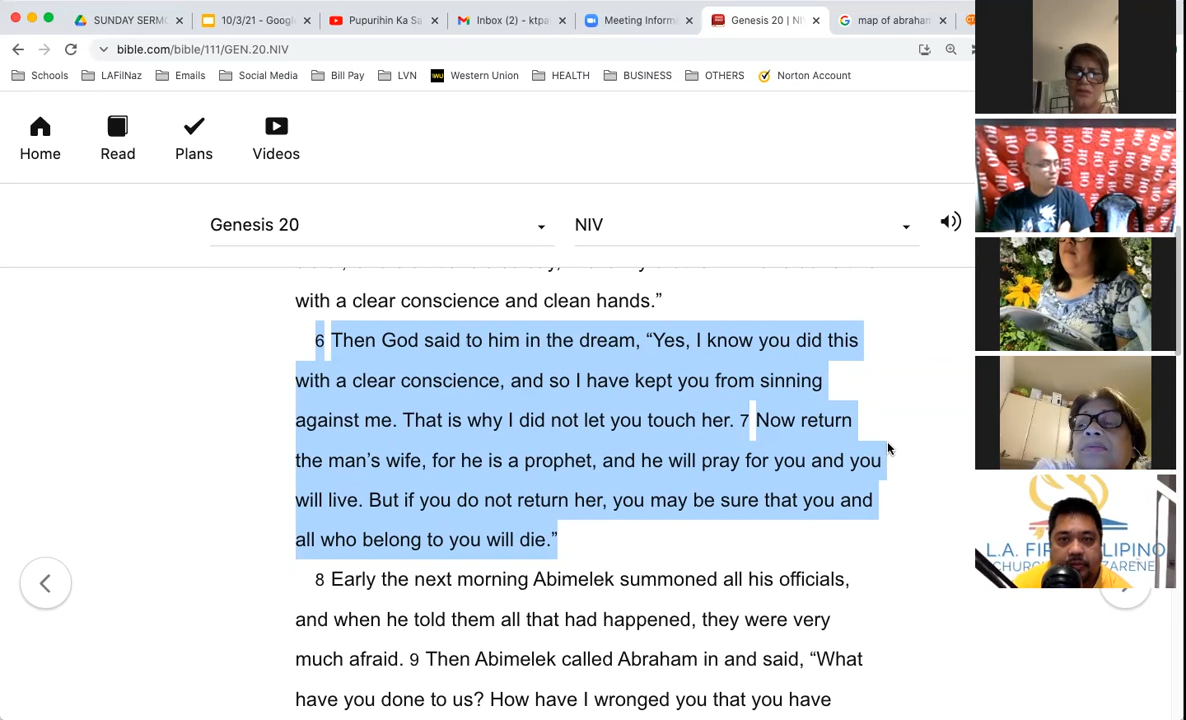 SUNDAY SERM
10/3/21 - Googl
Pupurihin Ka Sa
Inbox (2) - ktpa
Meeting Inform
Genesis 20 | NI
map of abraham
bible.com/bible/111/GEN.20.NIV
Schools
LAFilNaz
Emails
Social Media
Bill Pay
LVN
WU
Western Union
HEALTH
BUSINESS
OTHERS
Norton Account
Home
Read
Plans
Videos
Genesis 20
NIV
with a clear conscience and clean hands.”
6 Then God said to him in the dream, “Yes, I know you did this
with a clear conscience, and so I have kept you from sinning
against me. That is why I did not let you touch her. 7 Now return
the man’s wife, for he is a prophet, and he will pray for you and you
will live. But if you do not return her, you may be sure that you and
all who belong to you will die.”
8 Early the next morning Abimelek summoned all his officials,
and when he told them all that had happened, they were very
much afraid. 9 Then Abimelek called Abraham in and said, “What
have you done to us? How have I wronged you that you have
HO HO HO
L.A. FI ILIPINO
CHURC ZARENE